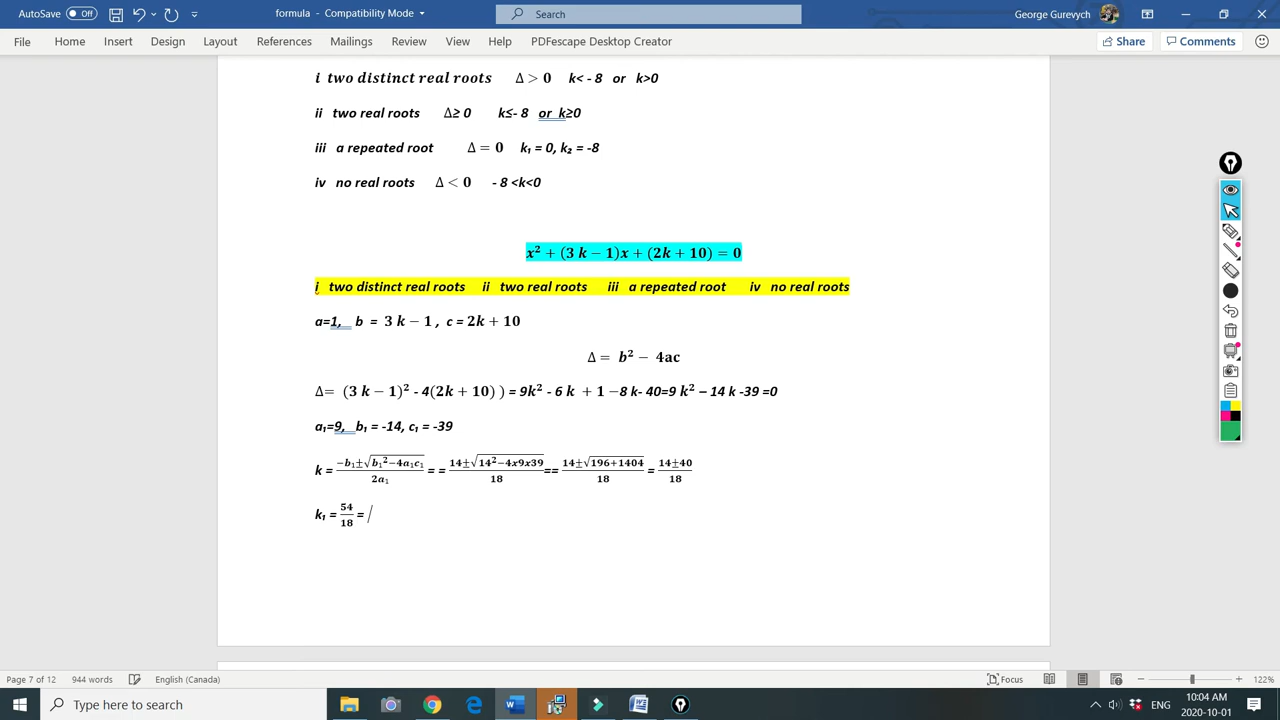 AutoSave Off formula - Compatibility Mode Search George Gurevych
File Home Insert Design Layout References Mailings Review View Help PDFescape Desktop Creator Share Comments
i two distinct real roots Δ > 0 k< - 8 or k>0
ii two real roots Δ≥ 0 k≤- 8 or k≥0
iii a repeated root Δ = 0 k₁ = 0, k₂ = -8
iv no real roots Δ < 0 - 8 <k<0
x² + (3 k − 1)x + (2k + 10) = 0
i two distinct real roots ii two real roots iii a repeated root iv no real roots
a=1, b = 3 k − 1 , c = 2k + 10
Δ = b² − 4ac
Δ= (3 k − 1)² - 4(2k + 10) ) = 9k² - 6 k + 1 −8 k- 40=9 k² – 14 k -39 =0
a₁=9, b₁ = -14, c₁ = -39
k = (−b₁±√(b₁²−4a₁c₁))/(2a₁) = = (14±√(14²−4x9x39))/18 == (14±√(196+1404))/18 = (14±40)/18
k₁ = 54/18 =
Page 7 of 12 944 words English (Canada) Focus 122%
Type here to search ENG 10:04 AM 2020-10-01